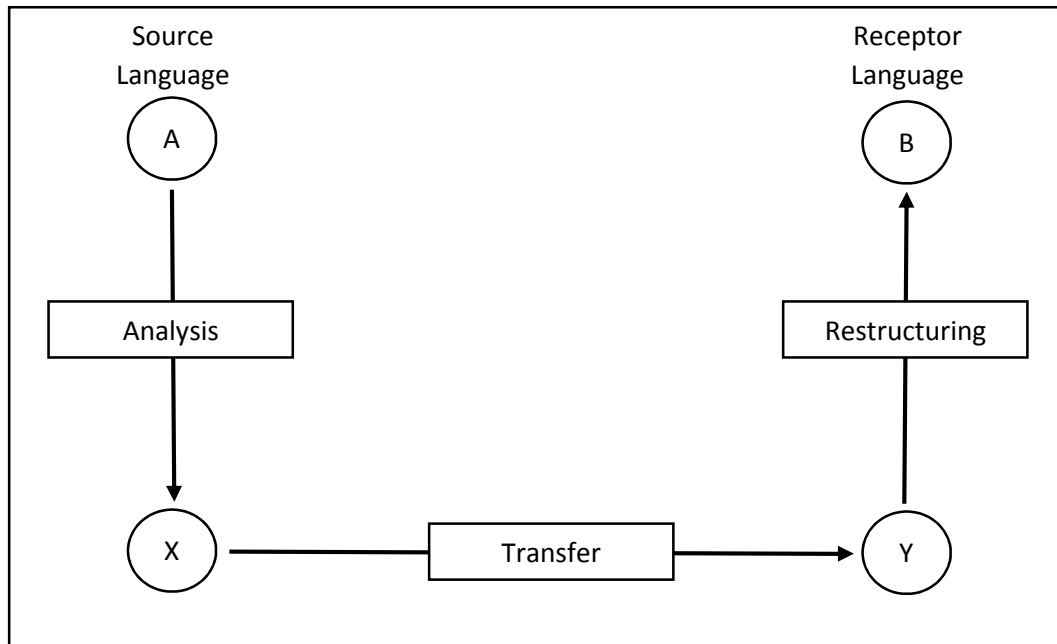 Source
Language
A
Receptor
Language
B
Analysis
Restructuring
X
Transfer
Y